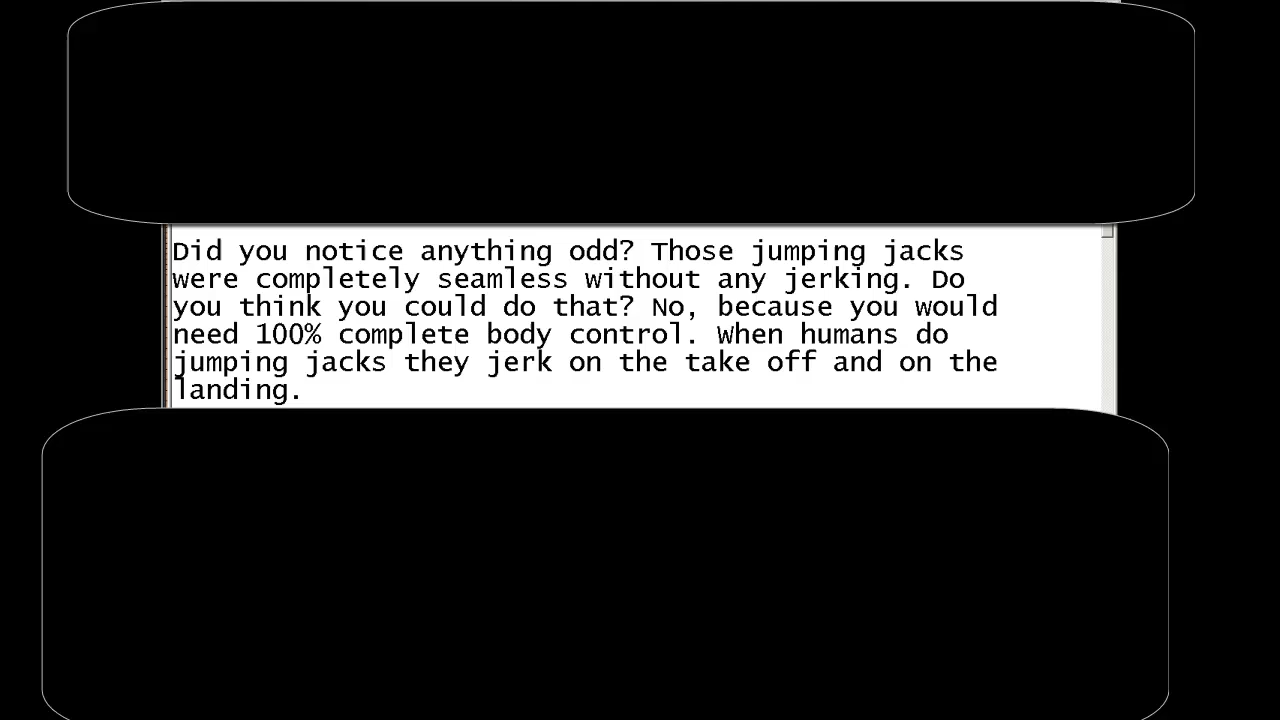 Did you notice anything odd? Those jumping jacks
were completely seamless without any jerking. Do
you think you could do that? No, because you would
need 100% complete body control. When humans do
jumping jacks they jerk on the take off and on the
landing.